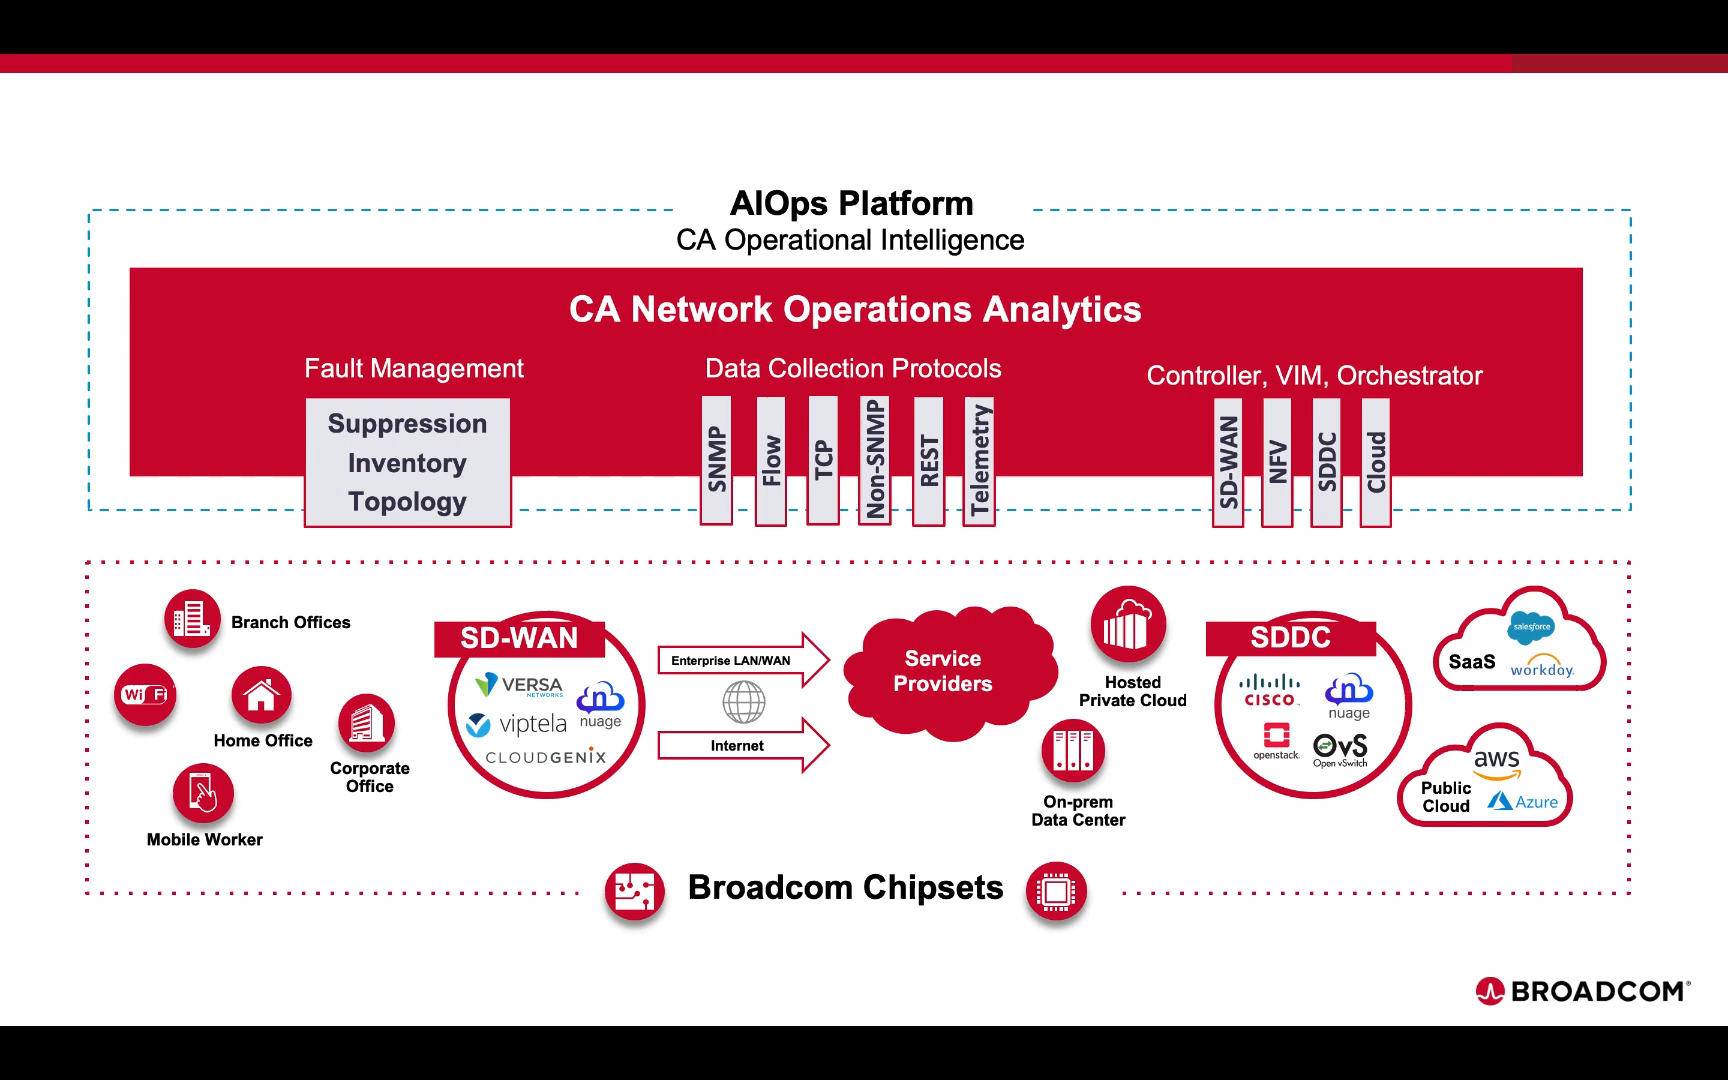 AIOps Platform
CA Operational Intelligence
CA Network Operations Analytics
Fault Management
Suppression
Inventory
Topology
Data Collection Protocols
SNMP
Flow
TCP
Non-SNMP
REST
Telemetry
Controller, VIM, Orchestrator
SD-WAN
NFV
SDDC
Cloud
Branch Offices
Wi Fi
Home Office
Corporate
Office
Mobile Worker
SD-WAN
VERSA
NETWORKS
nuage
viptela
CLOUDGENIX
Enterprise LAN/WAN
Internet
Service
Providers
Hosted
Private Cloud
On-prem
Data Center
SDDC
CISCO
nuage
openstack.
OvS
Open vSwitch
SaaS
salesforce
workday.
Public
Cloud
aws
Azure
Broadcom Chipsets
BROADCOM®